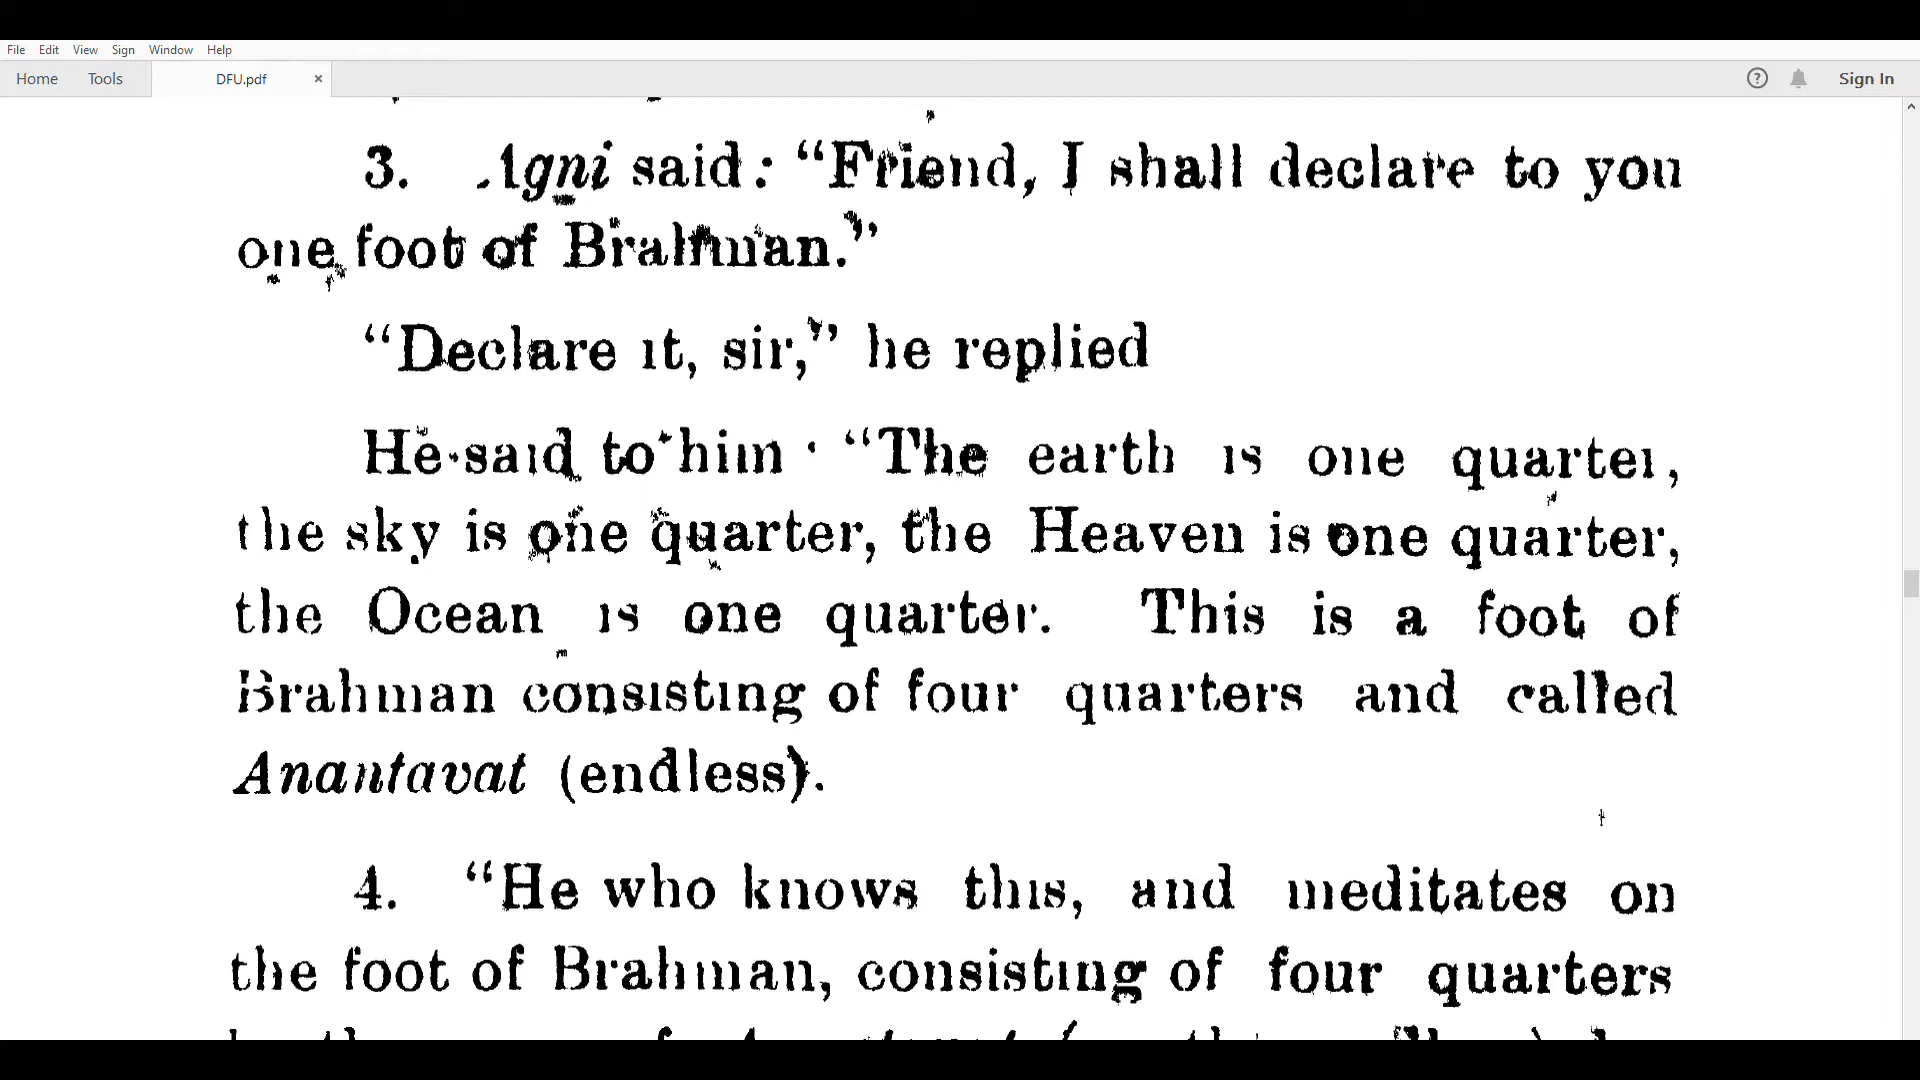 File Edit View Sign Window Help
Home Tools DFU.pdf × ? Sign In
3. Agni said: "Friend, I shall declare to you
one foot of Brahman."
"Declare it, sir," he replied
He said to him · "The earth is one quarter,
the sky is one quarter, the Heaven is one quarter,
the Ocean is one quarter. This is a foot of
Brahman consisting of four quarters and called
Anantavat (endless).
4. "He who knows this, and meditates on
the foot of Brahman, consisting of four quarters